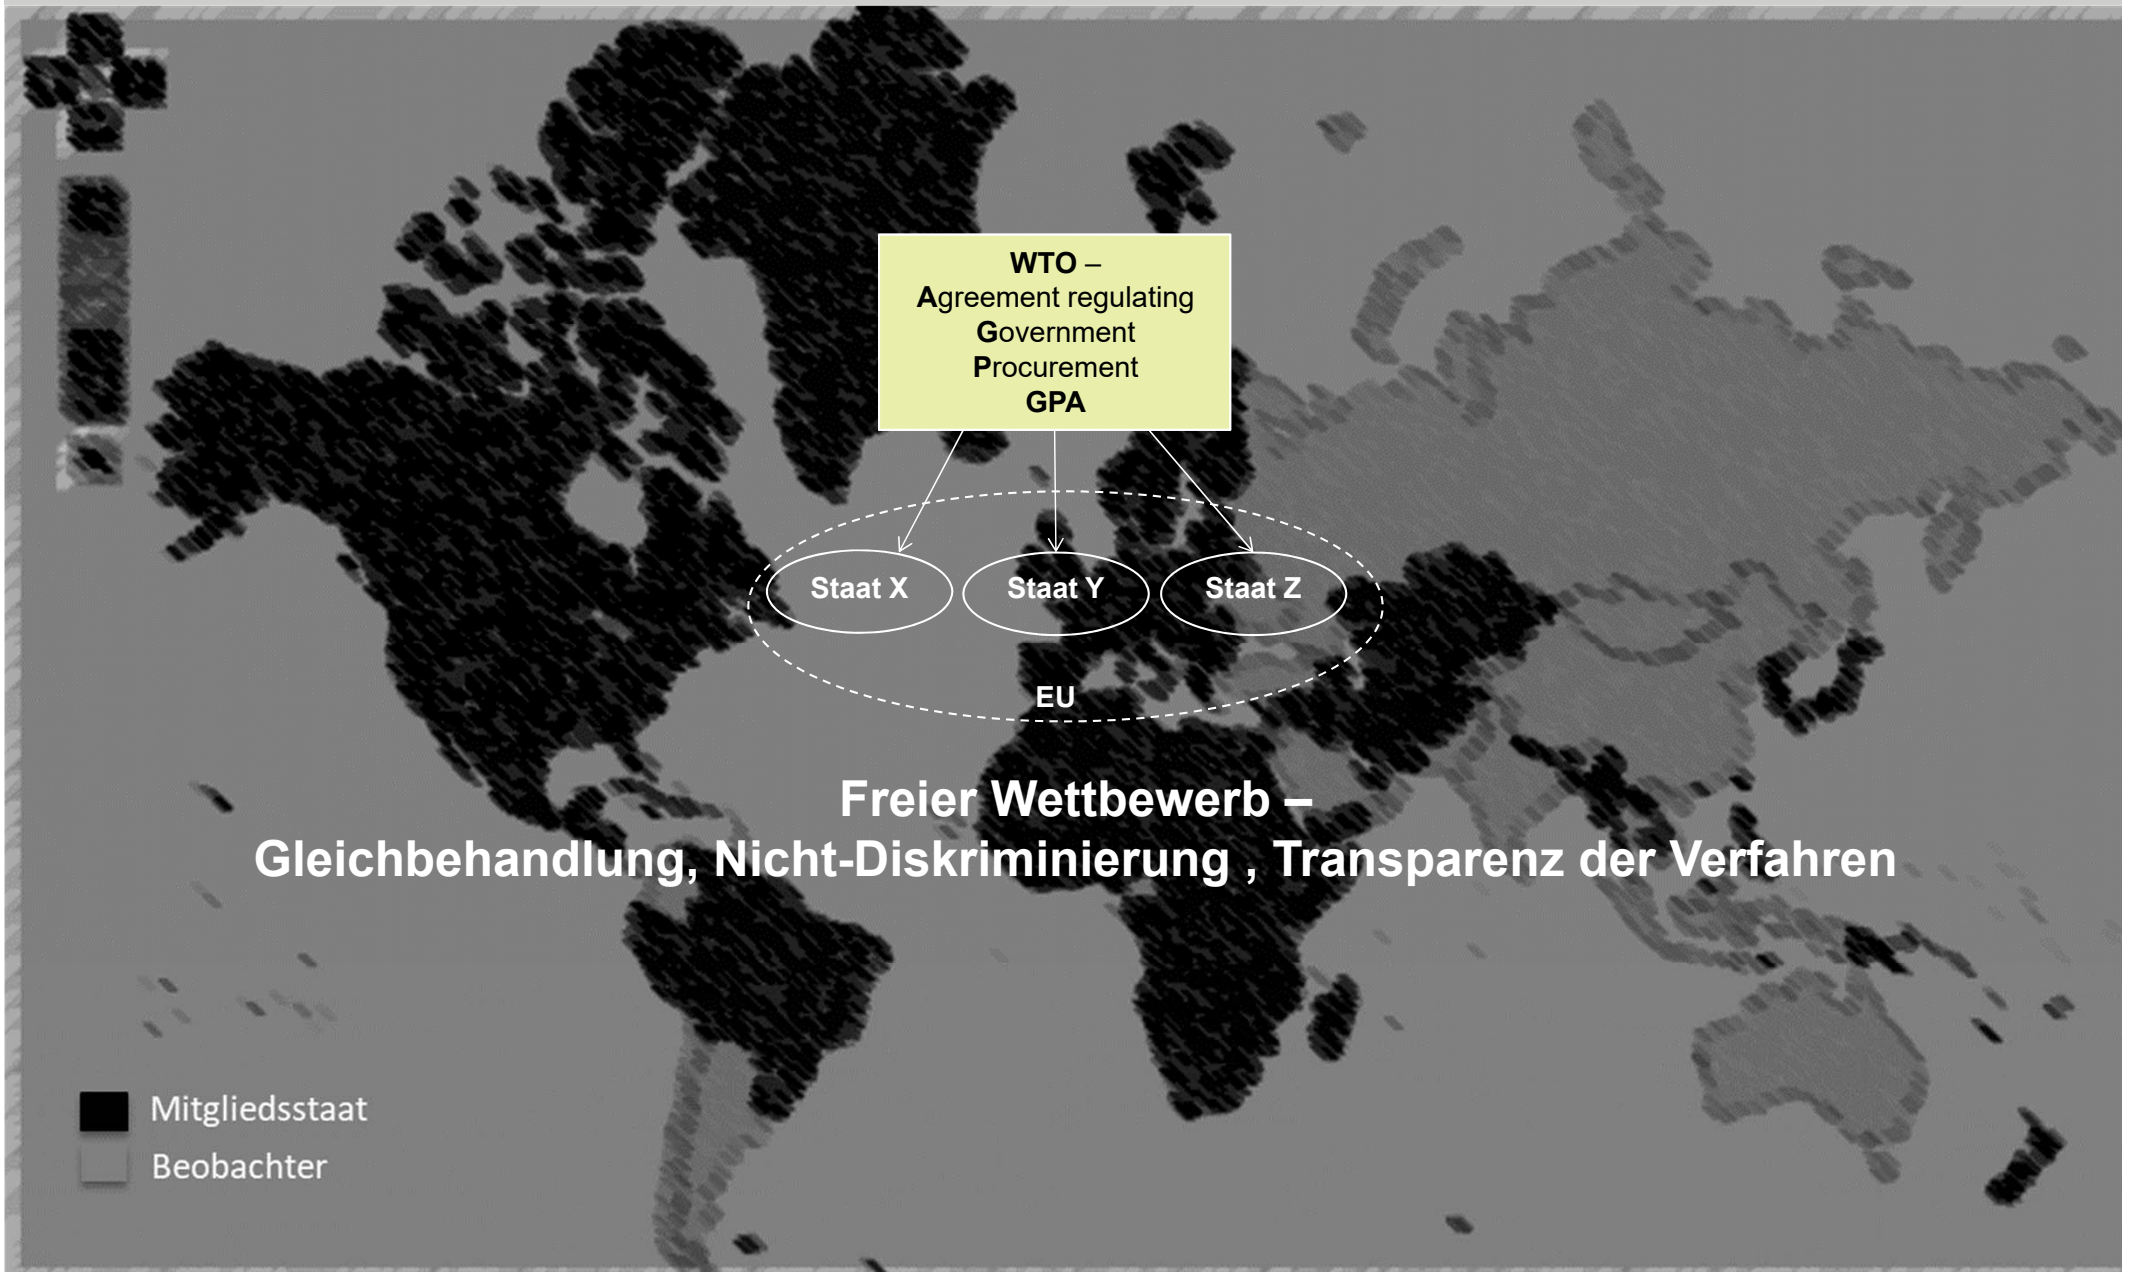 WTO –
Agreement regulating
Government
Procurement
GPA
Staat X
Staat Y
Staat Z
EU
Freier Wettbewerb –
Gleichbehandlung, Nicht-Diskriminierung , Transparenz der Verfahren
Mitgliedsstaat
Beobachter